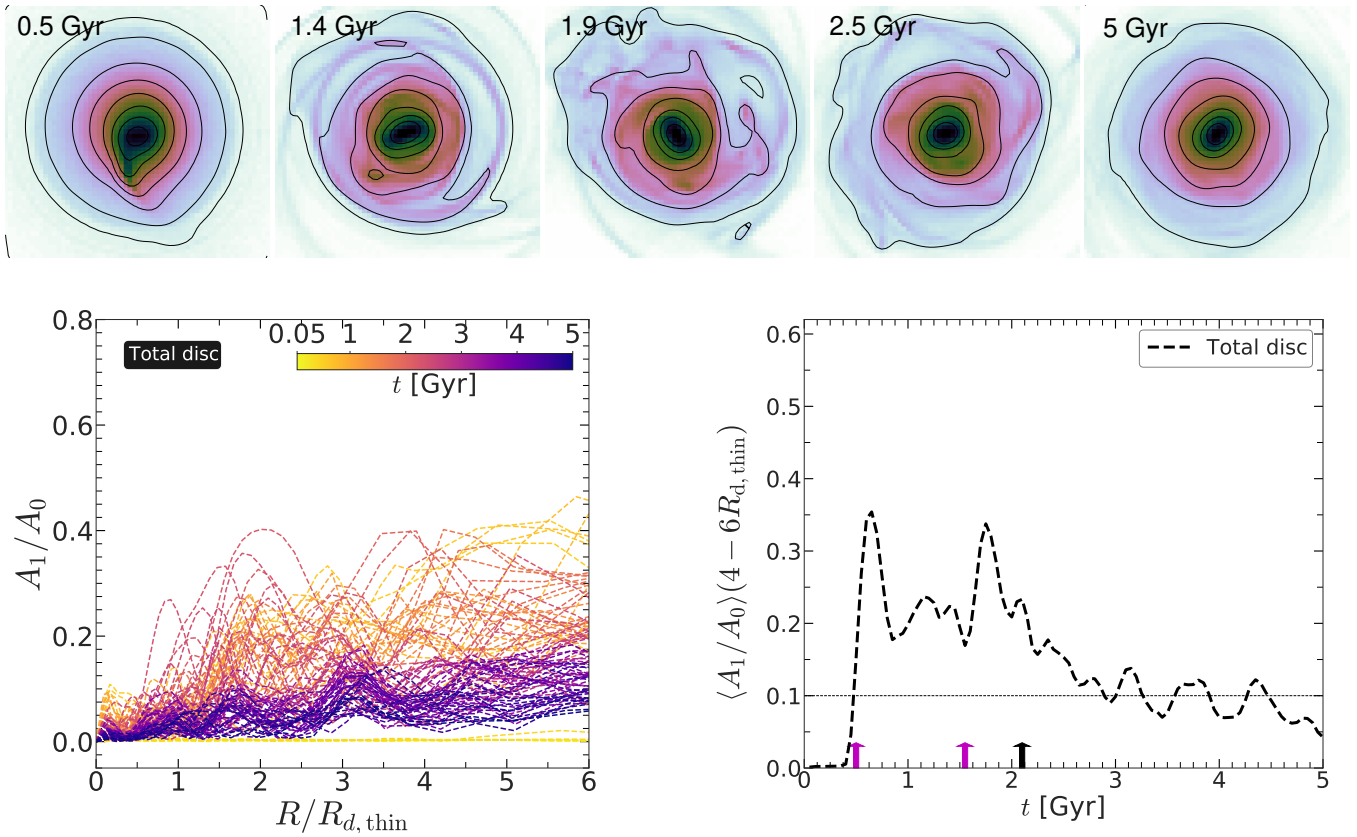 0.5 Gyr
1.4 Gyr
1.9 Gyr
2.5 Gyr
5 Gyr
0.8
0.6
0.4
0.2
0.0
A₁/A₀
Total disc
0.05 1 2 3 4 5
t [Gyr]
0 1 2 3 4 5 6
R/R_{d, thin}
0.6
0.5
0.4
0.3
0.2
0.1
0.0
⟨A₁/A₀⟩(4 − 6R_{d,thin})
Total disc
0 1 2 3 4 5
t [Gyr]